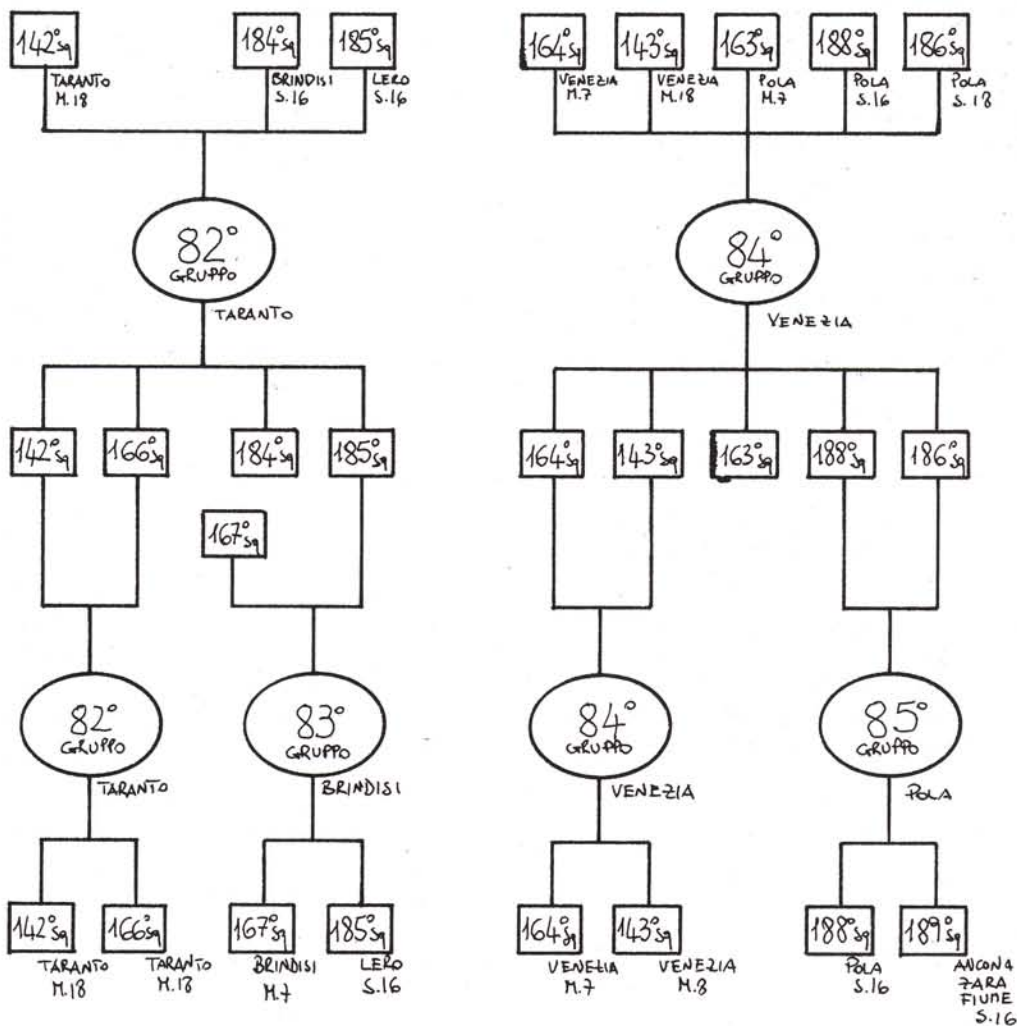 142° Sq
184° Sq
185° Sq
164° Sq
143° Sq
163° Sq
188° Sq
186° Sq
TARANTO
M.18
BRINDISI
S.16
LERO
S.16
VENEZIA
M.7
VENEZIA
M.18
POLA
M.7
POLA
S.16
POLA
S.18
82°
GRUPPO
TARANTO
84°
GRUPPO
VENEZIA
142° Sq
166° Sq
184° Sq
185° Sq
164° Sq
143° Sq
163° Sq
188° Sq
186° Sq
167° Sq
82°
GRUPPO
TARANTO
83°
GRUPPO
BRINDISI
84°
GRUPPO
VENEZIA
85°
GRUPPO
POLA
142° Sq
166° Sq
167° Sq
185° Sq
164° Sq
143° Sq
188° Sq
189° Sq
TARANTO
M.18
TARANTO
M.18
BRINDISI
M.7
LERO
S.16
VENEZIA
M.7
VENEZIA
M.8
POLA
S.16
ANCONA
ZARA
FIUME
S.16